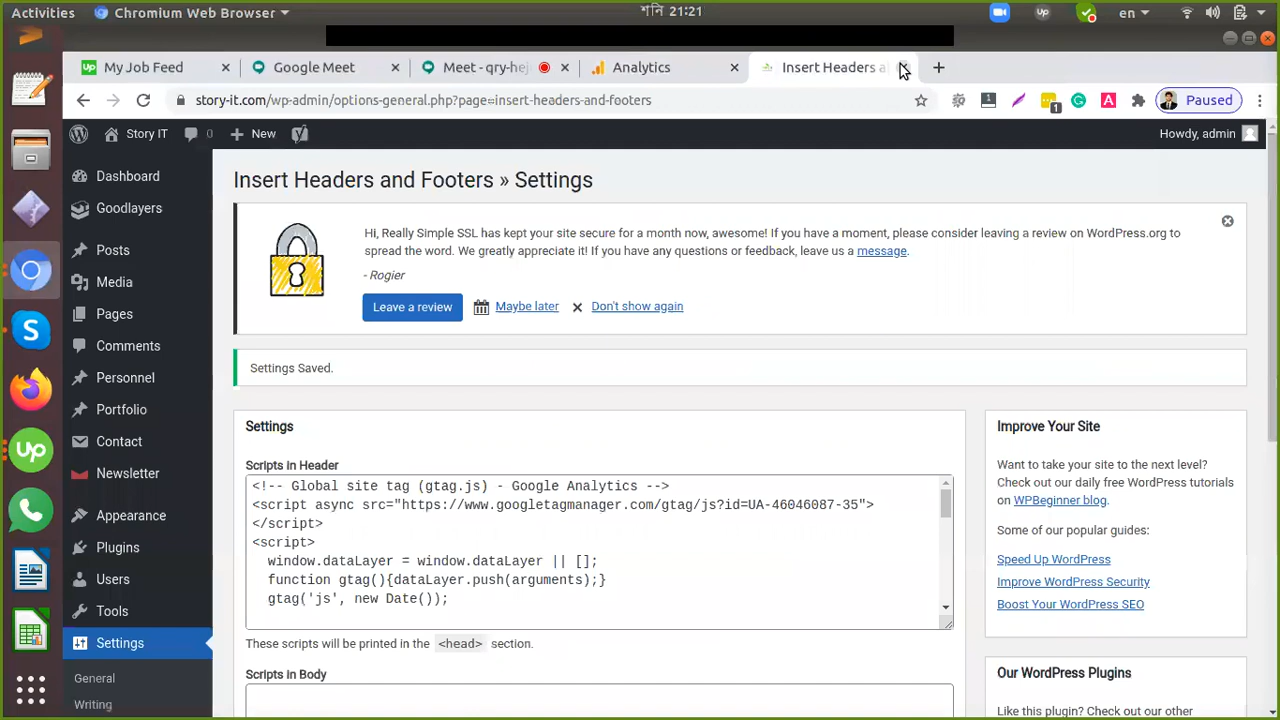 Activities
Chromium Web Browser
শনি 21:21
en
My Job Feed
Google Meet
Meet - qry-hej
Analytics
Insert Headers a
story-it.com/wp-admin/options-general.php?page=insert-headers-and-footers
1
Paused
Story IT
0
New
Howdy, admin
Dashboard
Goodlayers
Posts
Media
Pages
Comments
Personnel
Portfolio
Contact
Newsletter
Appearance
Plugins
Users
Tools
Settings
General
Writing
Insert Headers and Footers » Settings
Hi, Really Simple SSL has kept your site secure for a month now, awesome! If you have a moment, please consider leaving a review on WordPress.org to
spread the word. We greatly appreciate it! If you have any questions or feedback, leave us a message.
- Rogier
Leave a review
Maybe later
Don't show again
Settings Saved.
Settings
Scripts in Header
<!-- Global site tag (gtag.js) - Google Analytics -->
<script async src="https://www.googletagmanager.com/gtag/js?id=UA-46046087-35">
</script>
<script>
window.dataLayer = window.dataLayer || [];
function gtag(){dataLayer.push(arguments);}
gtag('js', new Date());
These scripts will be printed in the <head> section.
Scripts in Body
Improve Your Site
Want to take your site to the next level?
Check out our daily free WordPress tutorials
on WPBeginner blog.
Some of our popular guides:
Speed Up WordPress
Improve WordPress Security
Boost Your WordPress SEO
Our WordPress Plugins
Like this plugin? Check out our other